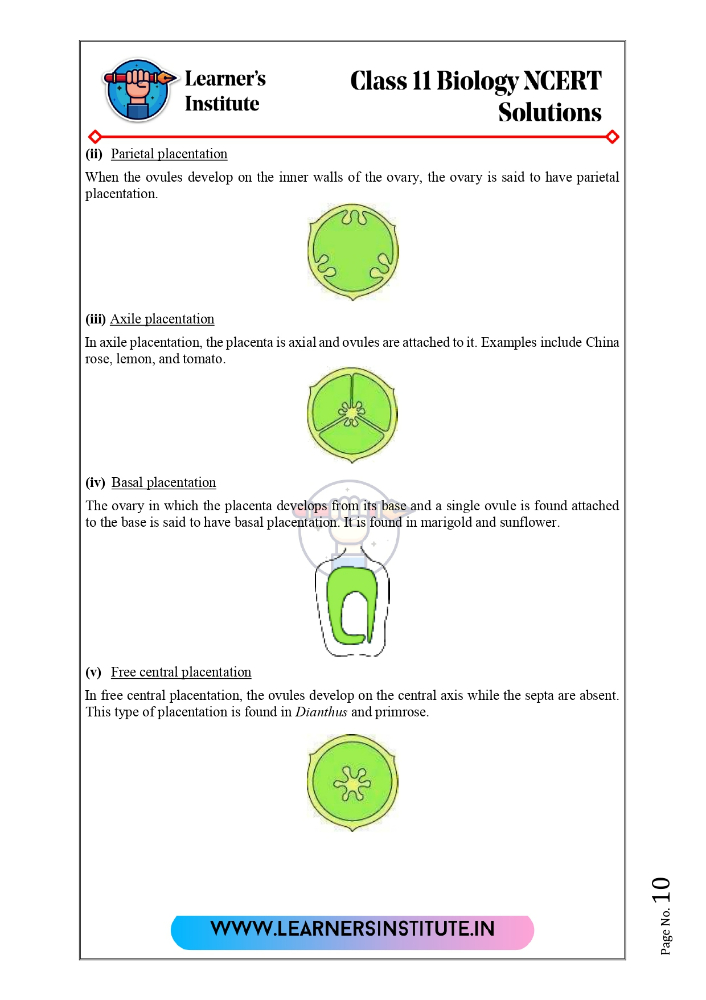 Learner's
Institute
Class 11 Biology NCERT
Solutions
(ii) Parietal placentation
When the ovules develop on the inner walls of the ovary, the ovary is said to have parietal
placentation.
(iii) Axile placentation
In axile placentation, the placenta is axial and ovules are attached to it. Examples include China
rose, lemon, and tomato.
(iv) Basal placentation
The ovary in which the placenta develops from its base and a single ovule is found attached
to the base is said to have basal placentation. It is found in marigold and sunflower.
(v) Free central placentation
In free central placentation, the ovules develop on the central axis while the septa are absent.
This type of placentation is found in Dianthus and primrose.
WWW.LEARNERSINSTITUTE.IN
Page No. 10